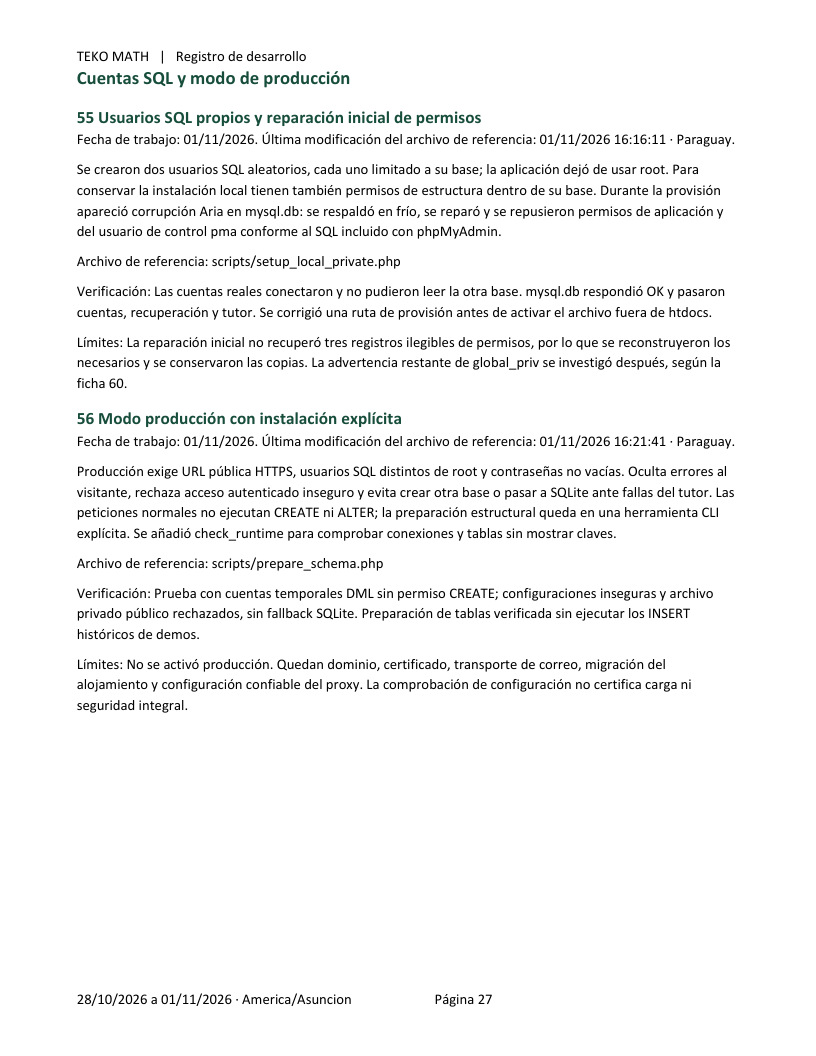 TEKO MATH | Registro de desarrollo
Cuentas SQL y modo de producción
55 Usuarios SQL propios y reparación inicial de permisos
Fecha de trabajo: 01/11/2026. Última modificación del archivo de referencia: 01/11/2026 16:16:11 · Paraguay.
Se crearon dos usuarios SQL aleatorios, cada uno limitado a su base; la aplicación dejó de usar root. Para
conservar la instalación local tienen también permisos de estructura dentro de su base. Durante la provisión
apareció corrupción Aria en mysql.db: se respaldó en frío, se reparó y se repusieron permisos de aplicación y
del usuario de control pma conforme al SQL incluido con phpMyAdmin.
Archivo de referencia: scripts/setup_local_private.php
Verificación: Las cuentas reales conectaron y no pudieron leer la otra base. mysql.db respondió OK y pasaron
cuentas, recuperación y tutor. Se corrigió una ruta de provisión antes de activar el archivo fuera de htdocs.
Límites: La reparación inicial no recuperó tres registros ilegibles de permisos, por lo que se reconstruyeron los
necesarios y se conservaron las copias. La advertencia restante de global_priv se investigó después, según la
ficha 60.
56 Modo producción con instalación explícita
Fecha de trabajo: 01/11/2026. Última modificación del archivo de referencia: 01/11/2026 16:21:41 · Paraguay.
Producción exige URL pública HTTPS, usuarios SQL distintos de root y contraseñas no vacías. Oculta errores al
visitante, rechaza acceso autenticado inseguro y evita crear otra base o pasar a SQLite ante fallas del tutor. Las
peticiones normales no ejecutan CREATE ni ALTER; la preparación estructural queda en una herramienta CLI
explícita. Se añadió check_runtime para comprobar conexiones y tablas sin mostrar claves.
Archivo de referencia: scripts/prepare_schema.php
Verificación: Prueba con cuentas temporales DML sin permiso CREATE; configuraciones inseguras y archivo
privado público rechazados, sin fallback SQLite. Preparación de tablas verificada sin ejecutar los INSERT
históricos de demos.
Límites: No se activó producción. Quedan dominio, certificado, transporte de correo, migración del
alojamiento y configuración confiable del proxy. La comprobación de configuración no certifica carga ni
seguridad integral.
28/10/2026 a 01/11/2026 · America/Asuncion Página 27